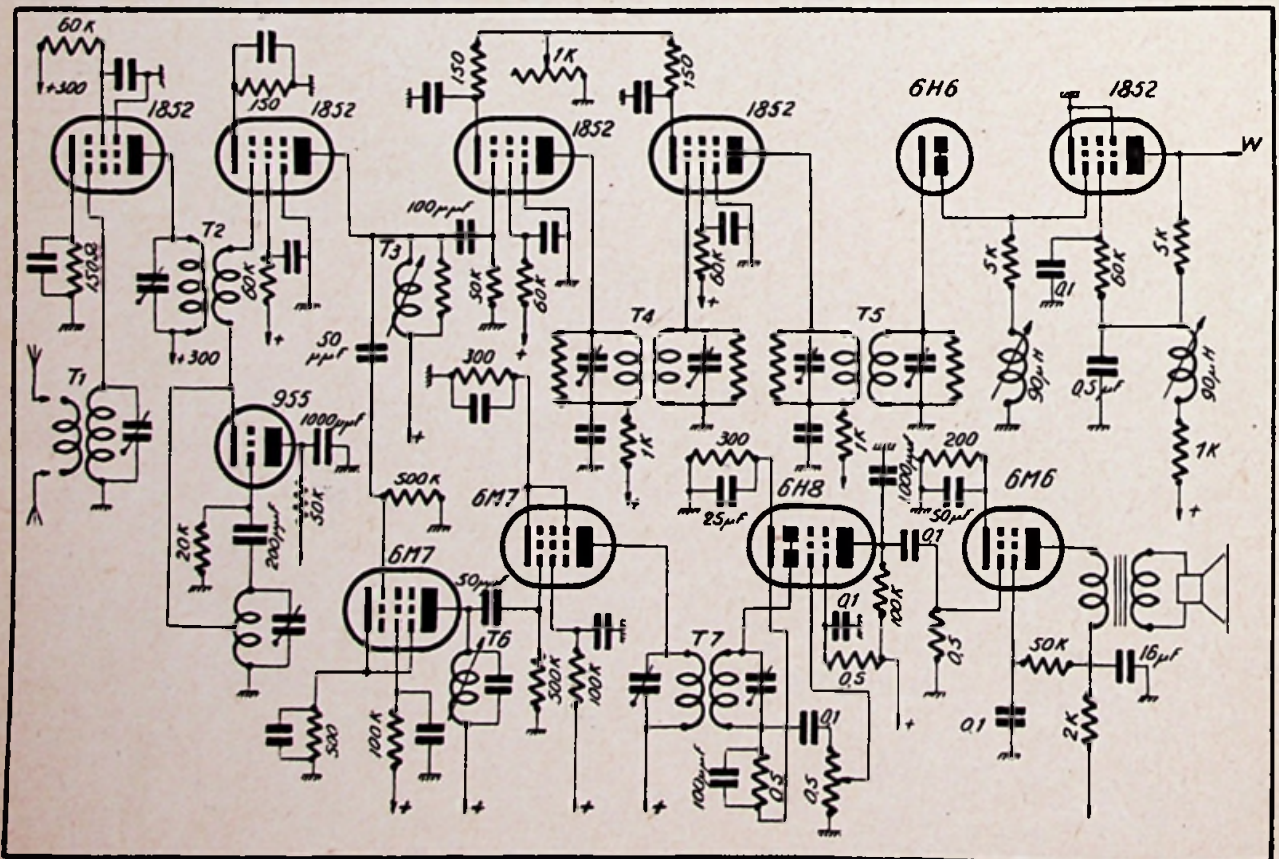 60K
+300
1852
150Ω
T1
150
1852
T2
60K
+
+300
955
1000µµF
50K
20K
200µµF
100µµF
T3
50
µµF
+
150
1K
150
1852
50K
60K
+
300
T4
1K
+
1852
60K
+
T5
1K
+
6H6
1852
W
5K
90µH
0,1
60K
0,5µF
5K
90µH
1K
+
500K
6M7
50µµF
T6
500
100K
+
+
6M7
500K
100K
+
T7
+
100µµF
0,5
0,1
0,5
300
25µF
6H8
0,1
0,5
100K
+
1000µµF
0,1
0,5
200
50µF
6M6
50K
0,1
16µF
2K